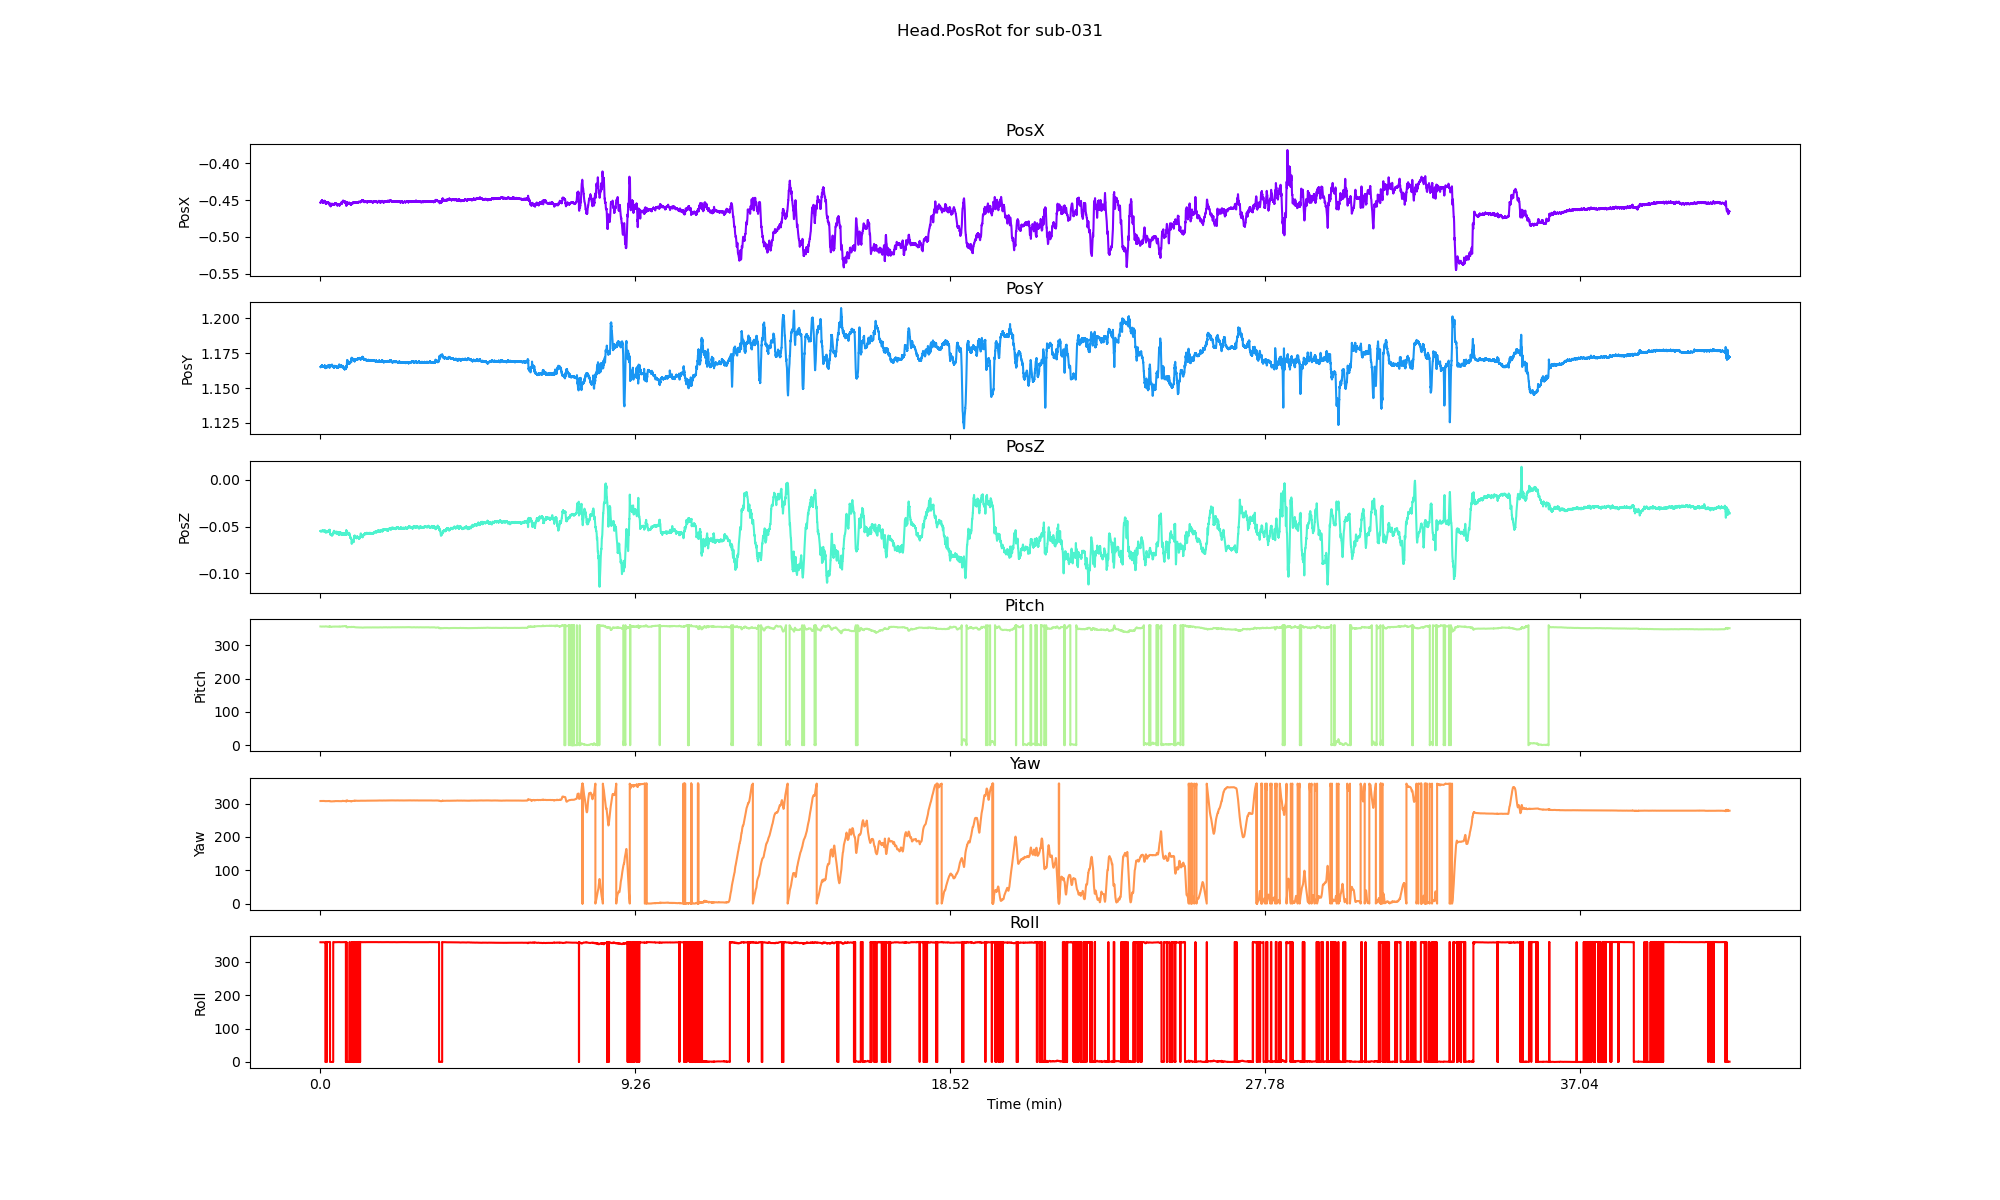 Head.PosRot for sub-031
PosX
PosX
−0.40
−0.45
−0.50
−0.55
PosY
PosY
1.200
1.175
1.150
1.125
PosZ
PosZ
0.00
−0.05
−0.10
Pitch
Pitch
300
200
100
0
Yaw
Yaw
300
200
100
0
Roll
Roll
300
200
100
0
0.0 9.26 18.52 27.78 37.04
Time (min)